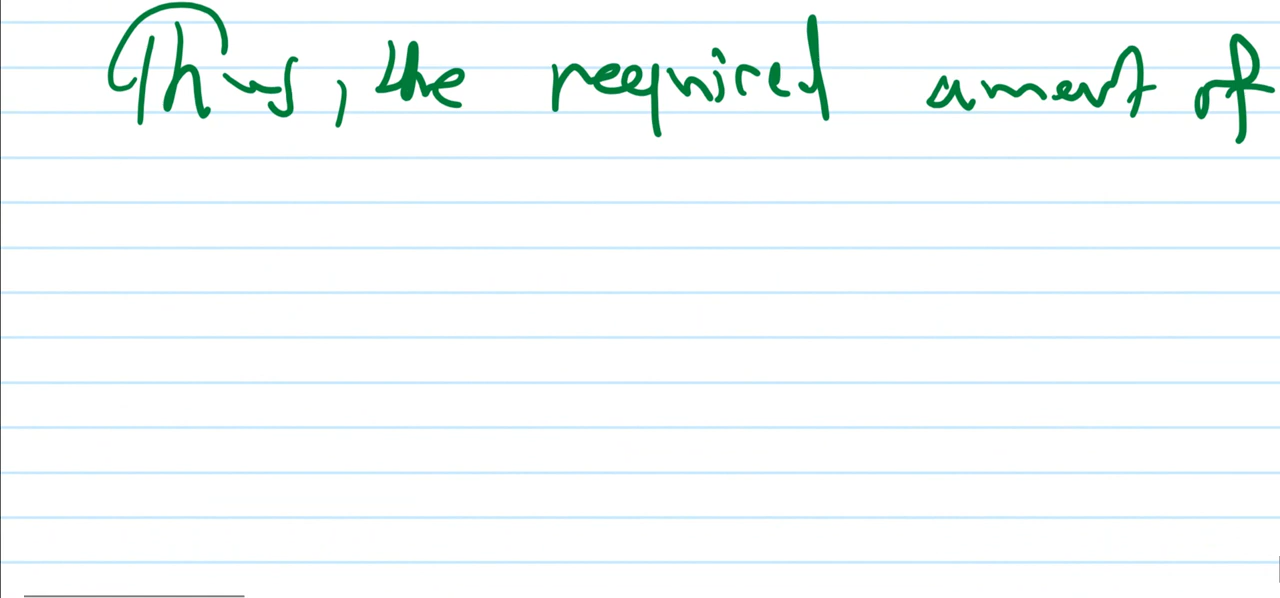 Thus, the required amount of